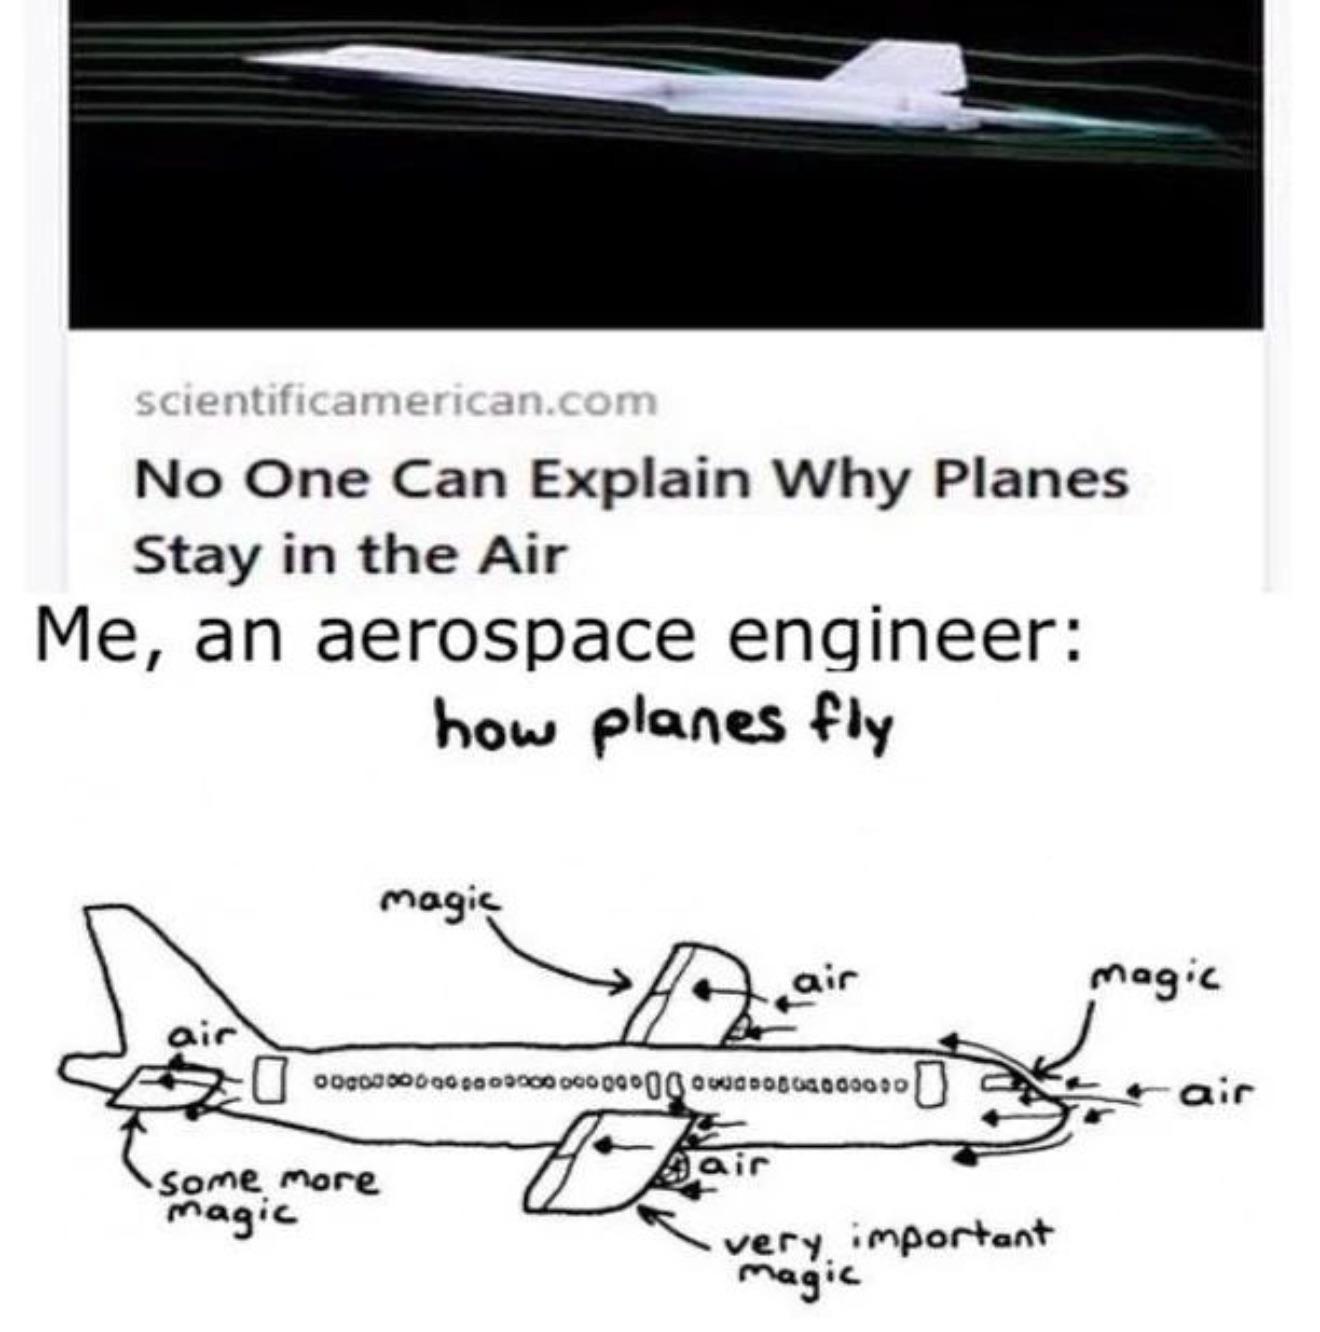 scientificamerican.com
No One Can Explain Why Planes
Stay in the Air
Me, an aerospace engineer:
how planes fly
magic
air
magic
air
air
air
some more
magic
very important
magic